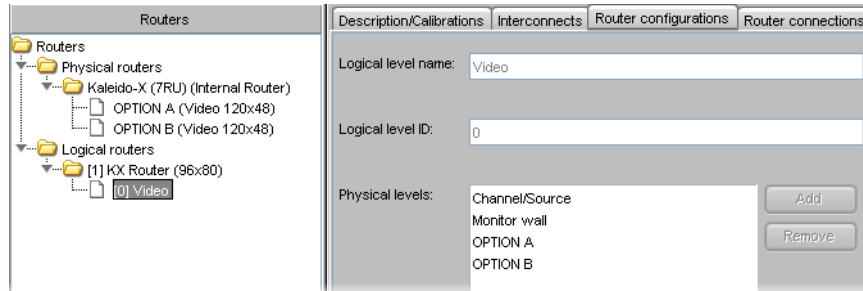 Routers
Routers
Physical routers
Kaleido-X (7RU) (Internal Router)
OPTION A (Video 120x48)
OPTION B (Video 120x48)
Logical routers
[1] KX Router (96x80)
[0] Video
Description/Calibrations Interconnects Router configurations Router connections
Logical level name: Video
Logical level ID: 0
Physical levels: Channel/Source
Monitor wall
OPTION A
OPTION B
Add
Remove